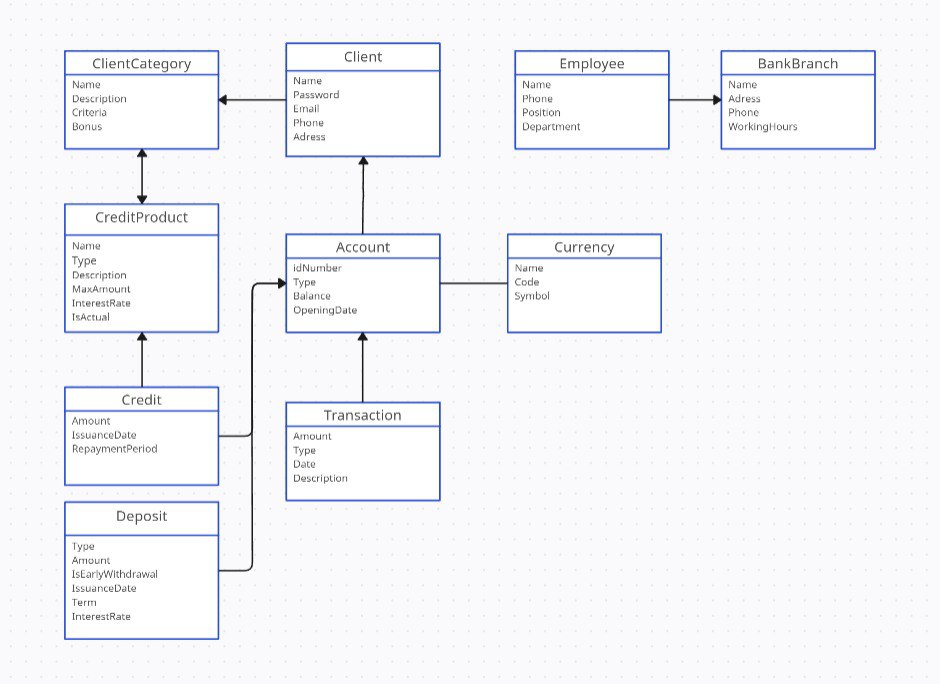 ClientCategory
Name
Description
Criteria
Bonus
Client
Name
Password
Email
Phone
Adress
Employee
Name
Phone
Position
Department
BankBranch
Name
Adress
Phone
WorkingHours
CreditProduct
Name
Type
Description
MaxAmount
InterestRate
IsActual
Account
idNumber
Type
Balance
OpeningDate
Currency
Name
Code
Symbol
Credit
Amount
IssuanceDate
RepaymentPeriod
Transaction
Amount
Type
Date
Description
Deposit
Type
Amount
IsEarlyWithdrawal
IssuanceDate
Term
InterestRate